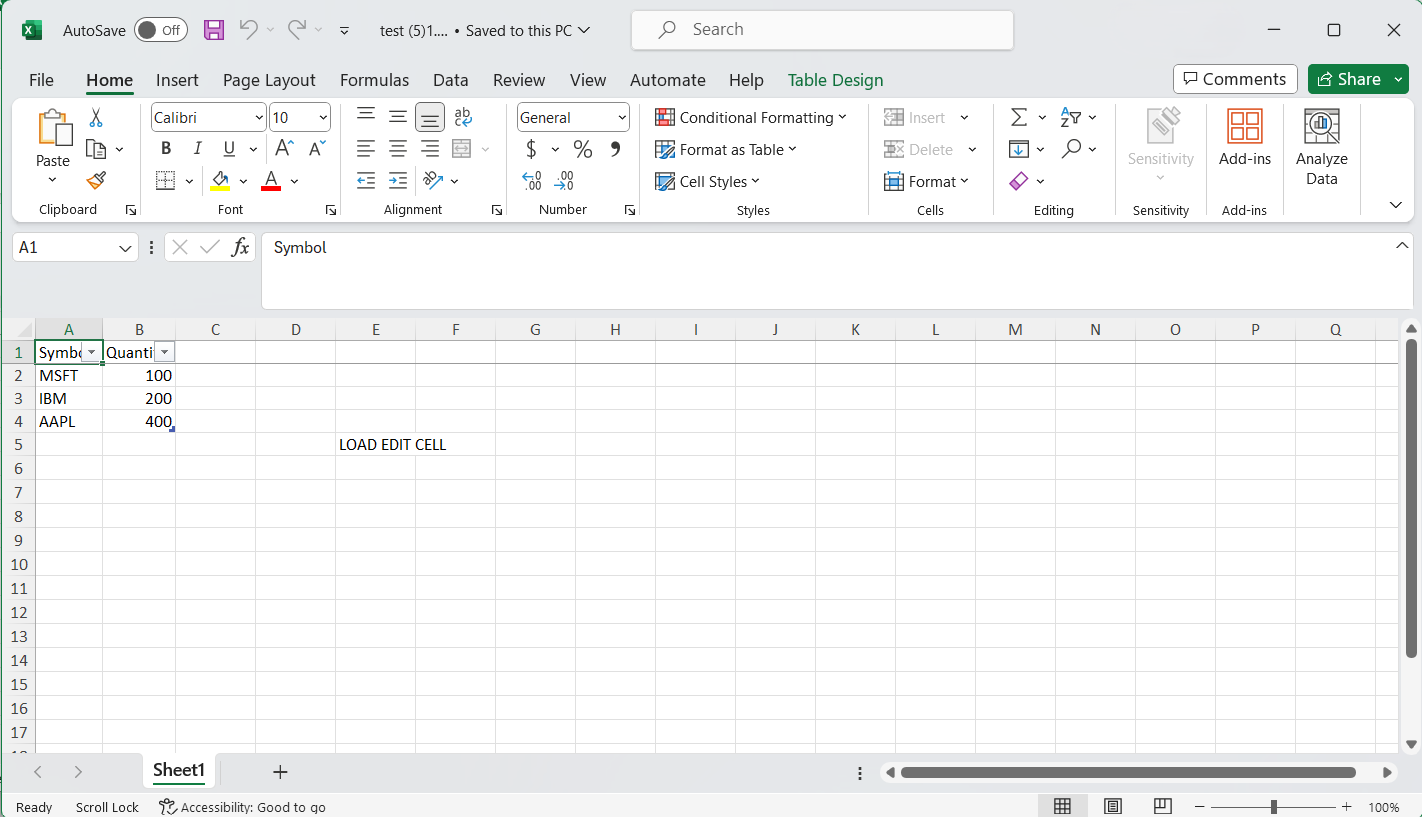 AutoSave Off test (5)1.... • Saved to this PC Search
File Home Insert Page Layout Formulas Data Review View Automate Help Table Design Comments Share
Paste
Calibri 10
B I U
A A
A
ab
General
$ % 9
Conditional Formatting
Format as Table
Cell Styles
Insert
Delete
Format
Sensitivity
Add-ins
Analyze
Data
Clipboard Font Alignment Number Styles Cells Editing Sensitivity Add-ins
A1 fx Symbol
A B C D E F G H I J K L M N O P Q
1 Symbo Quanti
2 MSFT 100
3 IBM 200
4 AAPL 400
5 LOAD EDIT CELL
6
7
8
9
10
11
12
13
14
15
16
17
Sheet1
Ready Scroll Lock Accessibility: Good to go 100%